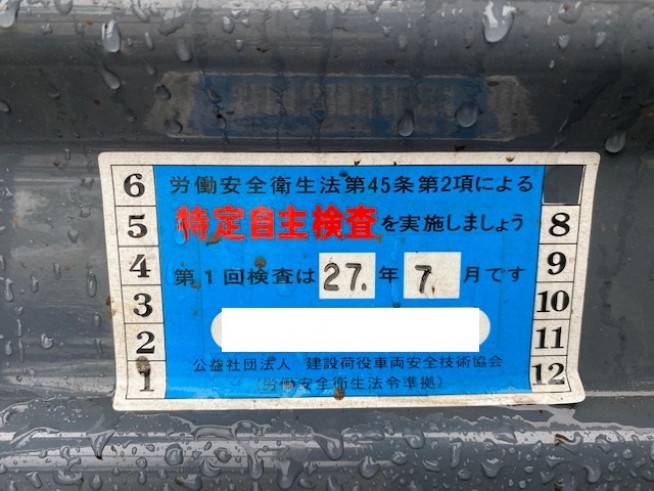 労働安全衛生法第45条第2項による
特定自主検査を実施しましょう
第1回検査は27.年7.月です
公益社団法人 建設荷役車両安全技術協会
(労働安全衛生法令準拠)
6
5
4
3
2
1
8
9
10
11
12